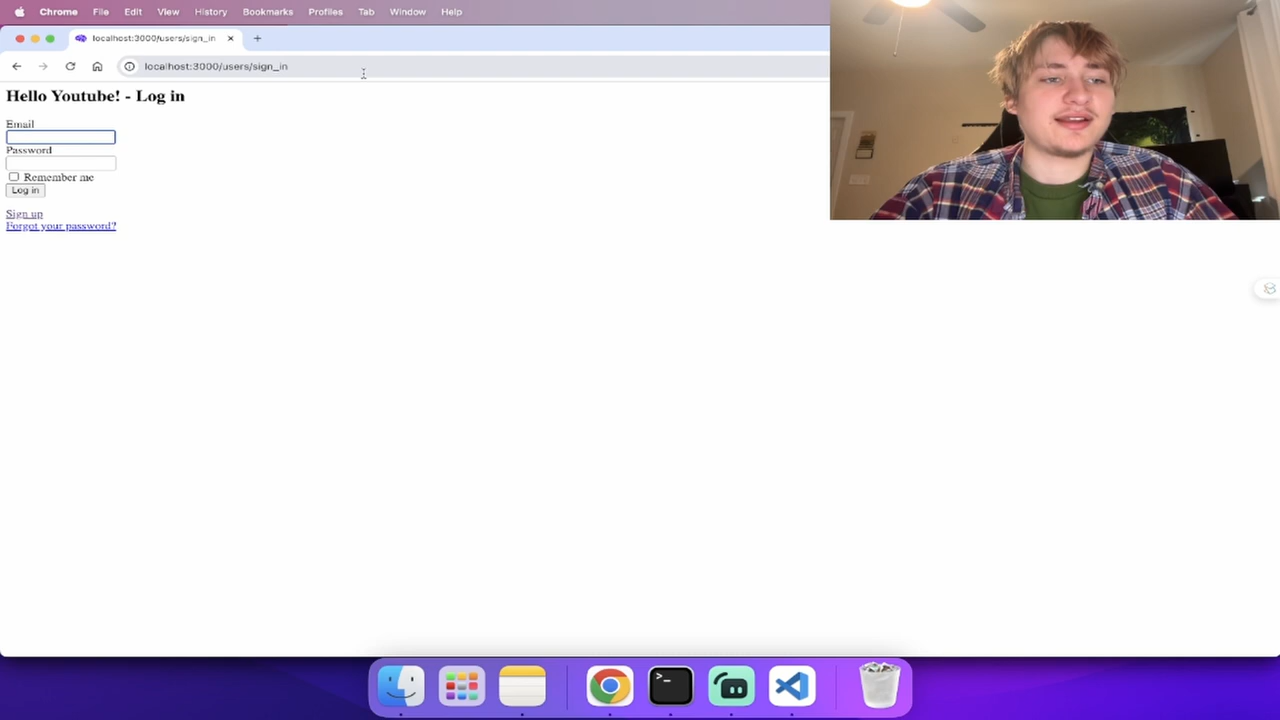 Chrome File Edit View History Bookmarks Profiles Tab Window Help
localhost:3000/users/sign_in
localhost:3000/users/sign_in
Hello Youtube! - Log in
Email
Password
Remember me
Log in
Sign up
Forgot your password?